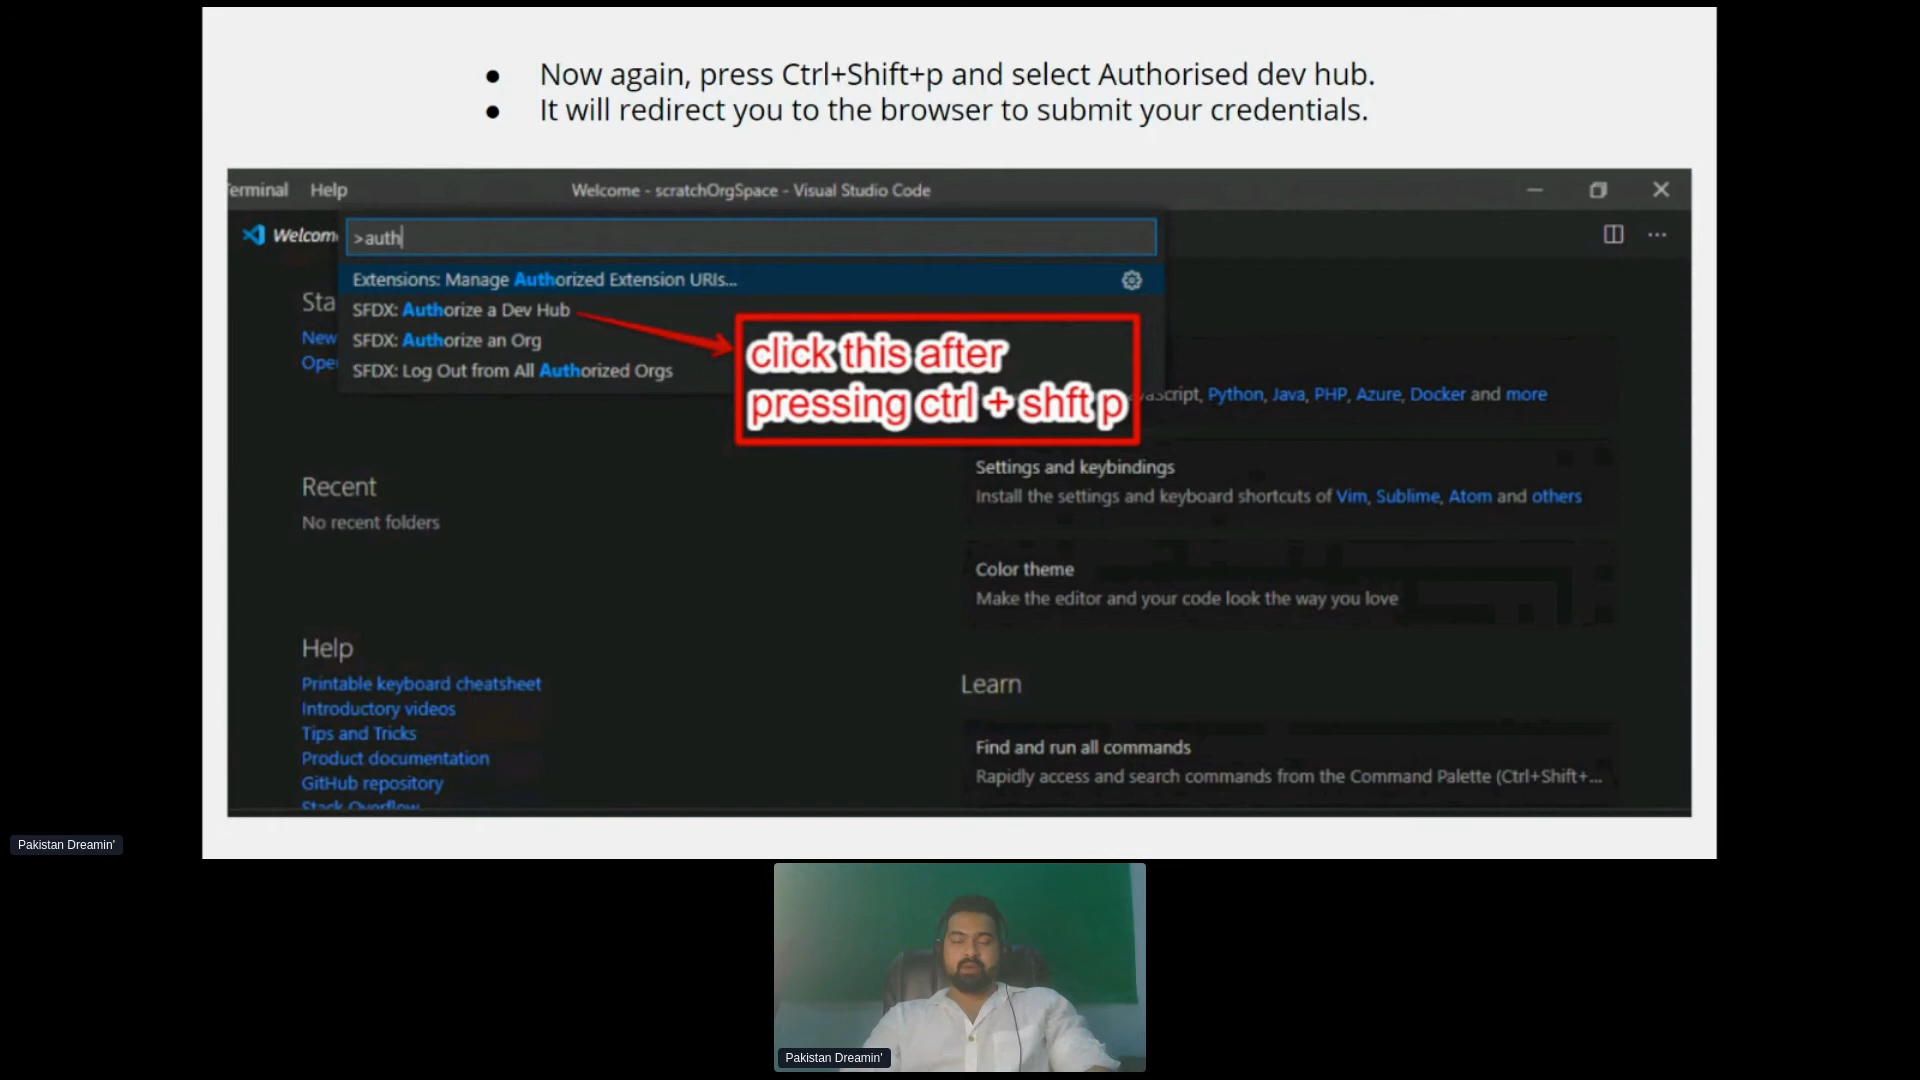 ● Now again, press Ctrl+Shift+p and select Authorised dev hub.
● It will redirect you to the browser to submit your credentials.
Terminal Help Welcome - scratchOrgSpace - Visual Studio Code
Welcom
>auth
Extensions: Manage Authorized Extension URIs...
SFDX: Authorize a Dev Hub
SFDX: Authorize an Org
SFDX: Log Out from All Authorized Orgs
click this after
pressing ctrl + shft p
Sta
New
Ope
Python, Java, PHP, Azure, Docker and more
Recent
No recent folders
Settings and keybindings
Install the settings and keyboard shortcuts of Vim, Sublime, Atom and others
Color theme
Make the editor and your code look the way you love
Help
Printable keyboard cheatsheet
Introductory videos
Tips and Tricks
Product documentation
GitHub repository
Stack Overflow
Learn
Find and run all commands
Rapidly access and search commands from the Command Palette (Ctrl+Shift+...
Pakistan Dreamin'
Pakistan Dreamin'